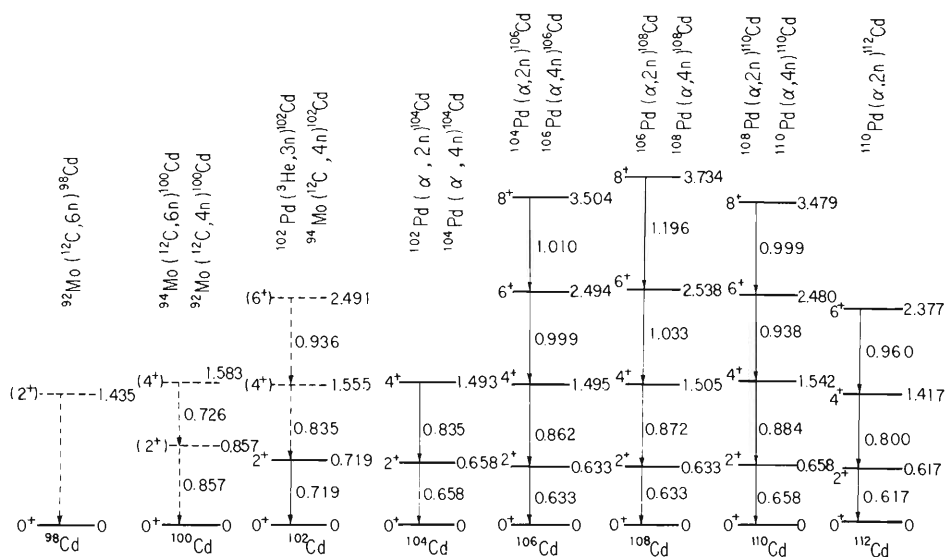 ⁹²Mo(¹²C,6n)⁹⁸Cd
⁹⁴Mo(¹²C,6n)¹⁰⁰Cd
⁹²Mo(¹²C,4n)¹⁰⁰Cd
¹⁰²Pd(³He,3n)¹⁰²Cd
⁹⁴Mo(¹²C,4n)¹⁰²Cd
¹⁰²Pd(α,2n)¹⁰⁴Cd
¹⁰⁴Pd(α,4n)¹⁰⁴Cd
¹⁰⁴Pd(α,2n)¹⁰⁶Cd
¹⁰⁶Pd(α,4n)¹⁰⁶Cd
¹⁰⁶Pd(α,2n)¹⁰⁸Cd
¹⁰⁸Pd(α,4n)¹⁰⁸Cd
¹⁰⁸Pd(α,2n)¹¹⁰Cd
¹¹⁰Pd(α,4n)¹¹⁰Cd
¹¹⁰Pd(α,2n)¹¹²Cd
(2⁺) 1.435
0⁺ 0
⁹⁸Cd
(4⁺) 1.583
0.726
(2⁺) 0.857
0.857
0⁺ 0
¹⁰⁰Cd
(6⁺) 2.491
0.936
(4⁺) 1.555
0.835
2⁺ 0.719
0.719
0⁺ 0
¹⁰²Cd
4⁺ 1.493
0.835
2⁺ 0.658
0.658
0⁺ 0
¹⁰⁴Cd
8⁺ 3.504
1.010
6⁺ 2.494
0.999
4⁺ 1.495
0.862
2⁺ 0.633
0.633
0⁺ 0
¹⁰⁶Cd
8⁺ 3.734
1.196
6⁺ 2.538
1.033
4⁺ 1.505
0.872
2⁺ 0.633
0.633
0⁺ 0
¹⁰⁸Cd
8⁺ 3.479
0.999
6⁺ 2.480
0.938
4⁺ 1.542
0.884
2⁺ 0.658
0.658
0⁺ 0
¹¹⁰Cd
6⁺ 2.377
0.960
4⁺ 1.417
0.800
2⁺ 0.617
0.617
0⁺ 0
¹¹²Cd